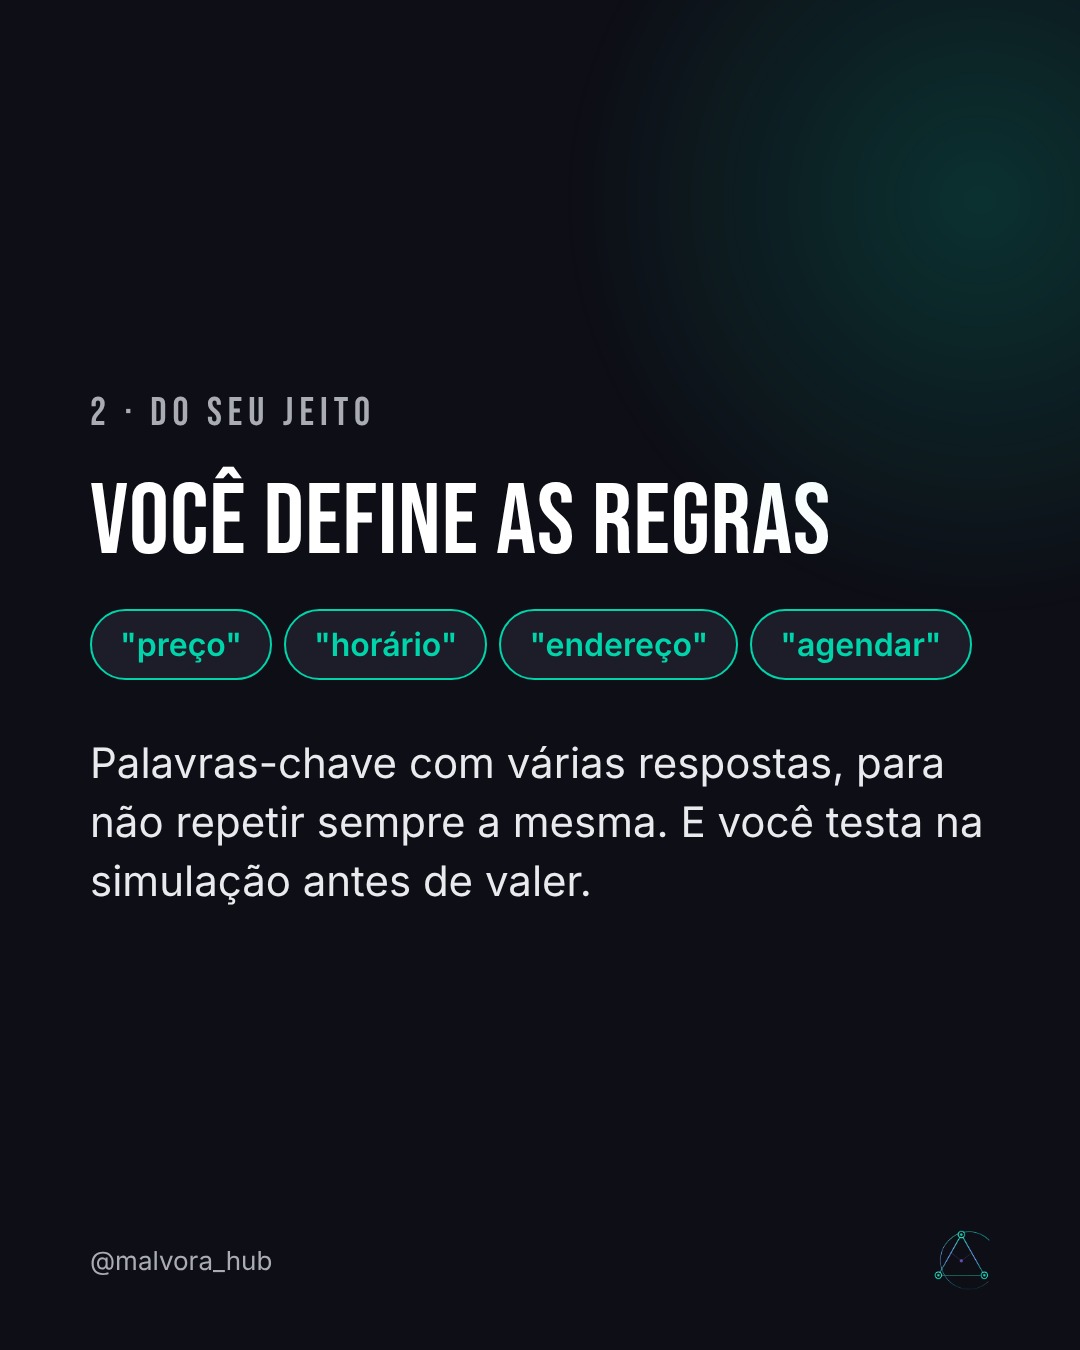 2 · DO SEU JEITO
VOCÊ DEFINE AS REGRAS
"preço" "horário" "endereço" "agendar"
Palavras-chave com várias respostas, para
não repetir sempre a mesma. E você testa na
simulação antes de valer.
@malvora_hub